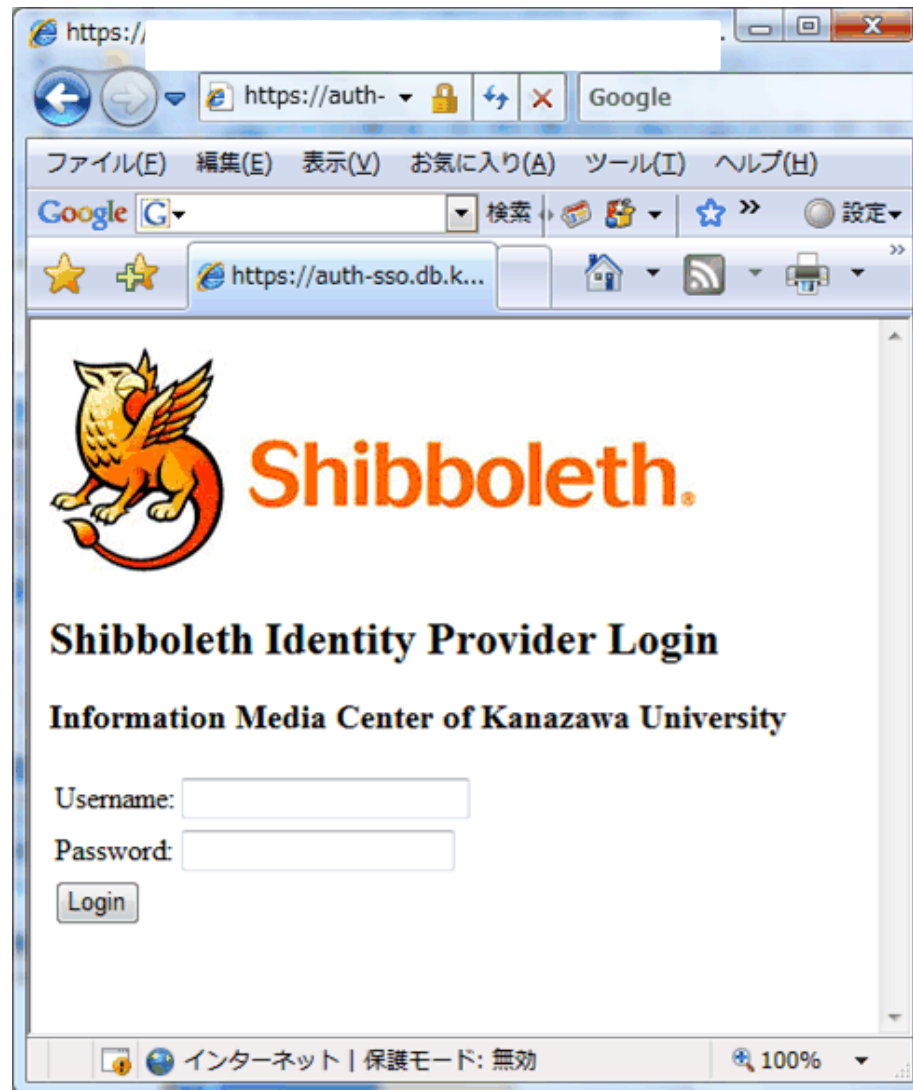 https://
https://auth- Google
ファイル(F) 編集(E) 表示(V) お気に入り(A) ツール(T) ヘルプ(H)
Google G 検索 » 設定
https://auth-sso.db.k... »
Shibboleth®
Shibboleth Identity Provider Login
Information Media Center of Kanazawa University
Username:
Password:
Login
インターネット | 保護モード: 無効 100%